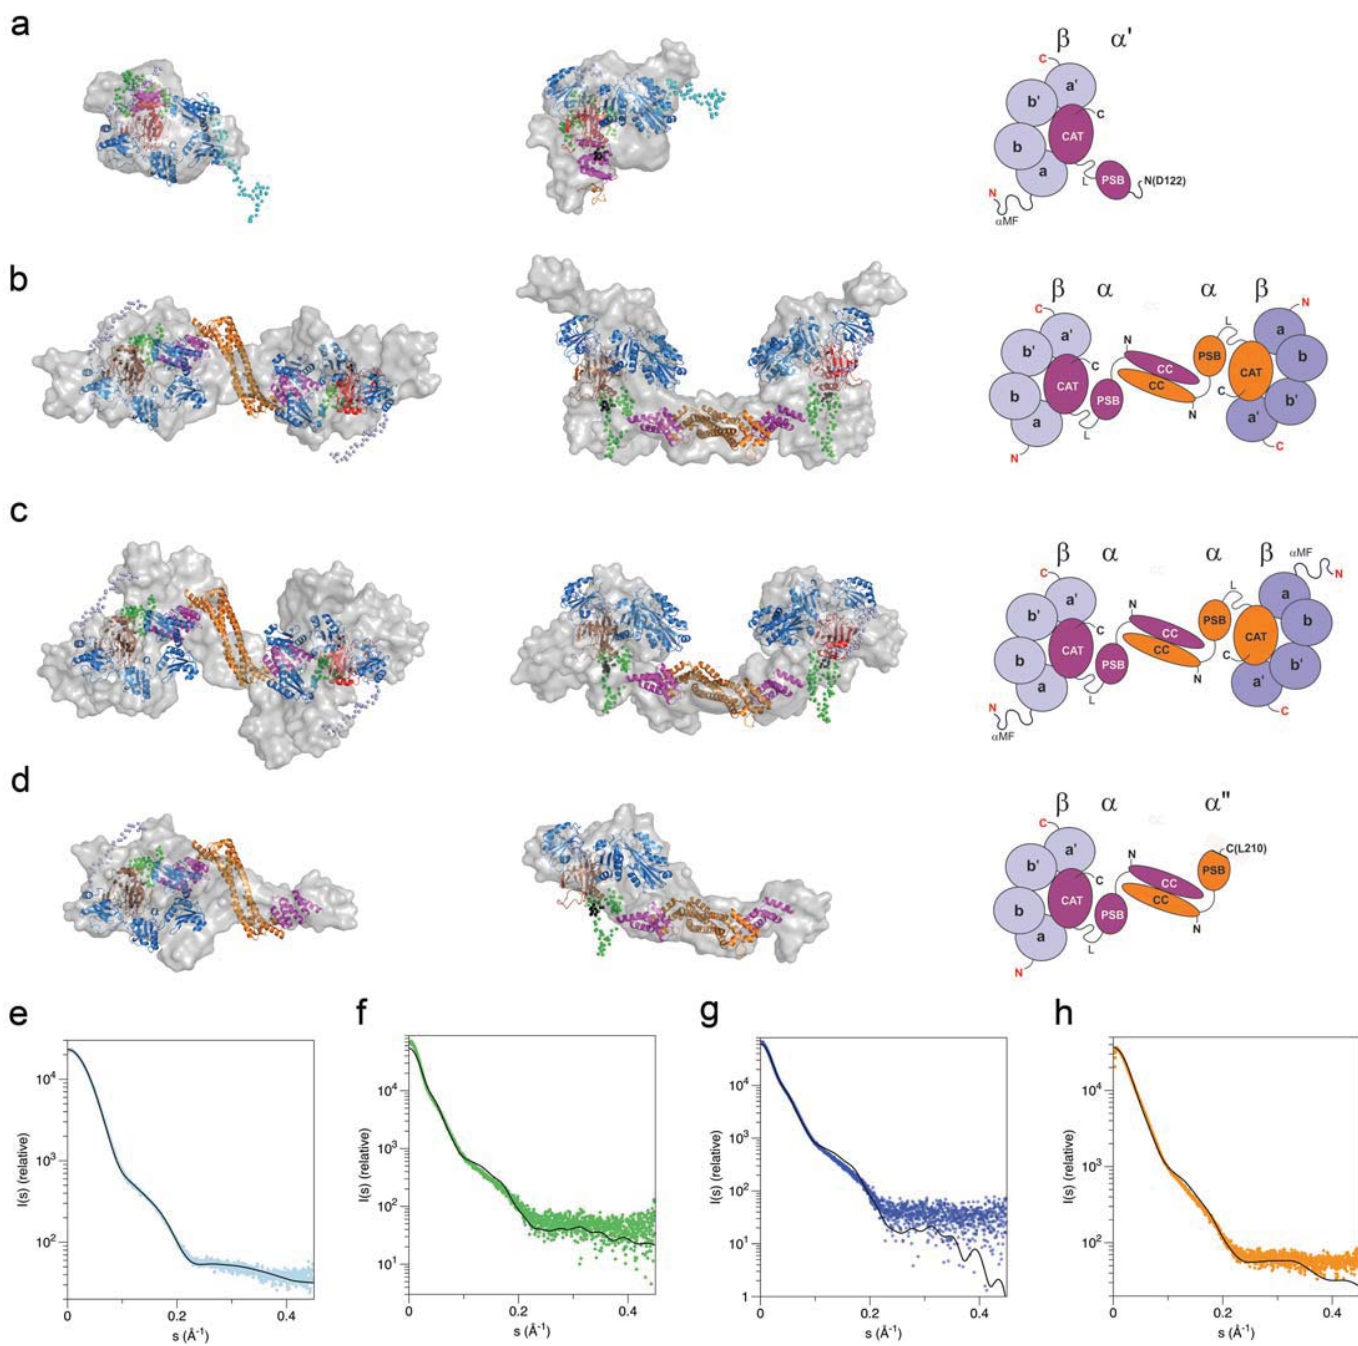 a
β α'
C
a'
b'
C
CAT
b
a
L
PSB
N(D122)
N
αMF
b
β α α β
C
a'
b'
C
CAT
b
a
N
L
PSB
N
CC
CC
N
L
PSB
CAT
C
a
N
b
b'
a'
C
c
β α α β
αMF
N
C
a'
b'
C
CAT
b
a
N
αMF
L
PSB
N
CC
CC
N
L
PSB
CAT
C
a
b
b'
a'
C
d
β α α"
C
a'
b'
C
CAT
b
a
N
L
PSB
N
CC
CC
N
PSB
C(L210)
e
I(s) (relative)
10⁴
10³
10²
0 0.2 0.4
s (Å⁻¹)
f
I(s) (relative)
10⁴
10³
10²
10¹
0 0.2 0.4
s (Å⁻¹)
g
I(s) (relative)
10⁴
10³
10²
10¹
1
0 0.2 0.4
s (Å⁻¹)
h
I(s) (relative)
10⁴
10³
10²
0 0.2 0.4
s (Å⁻¹)